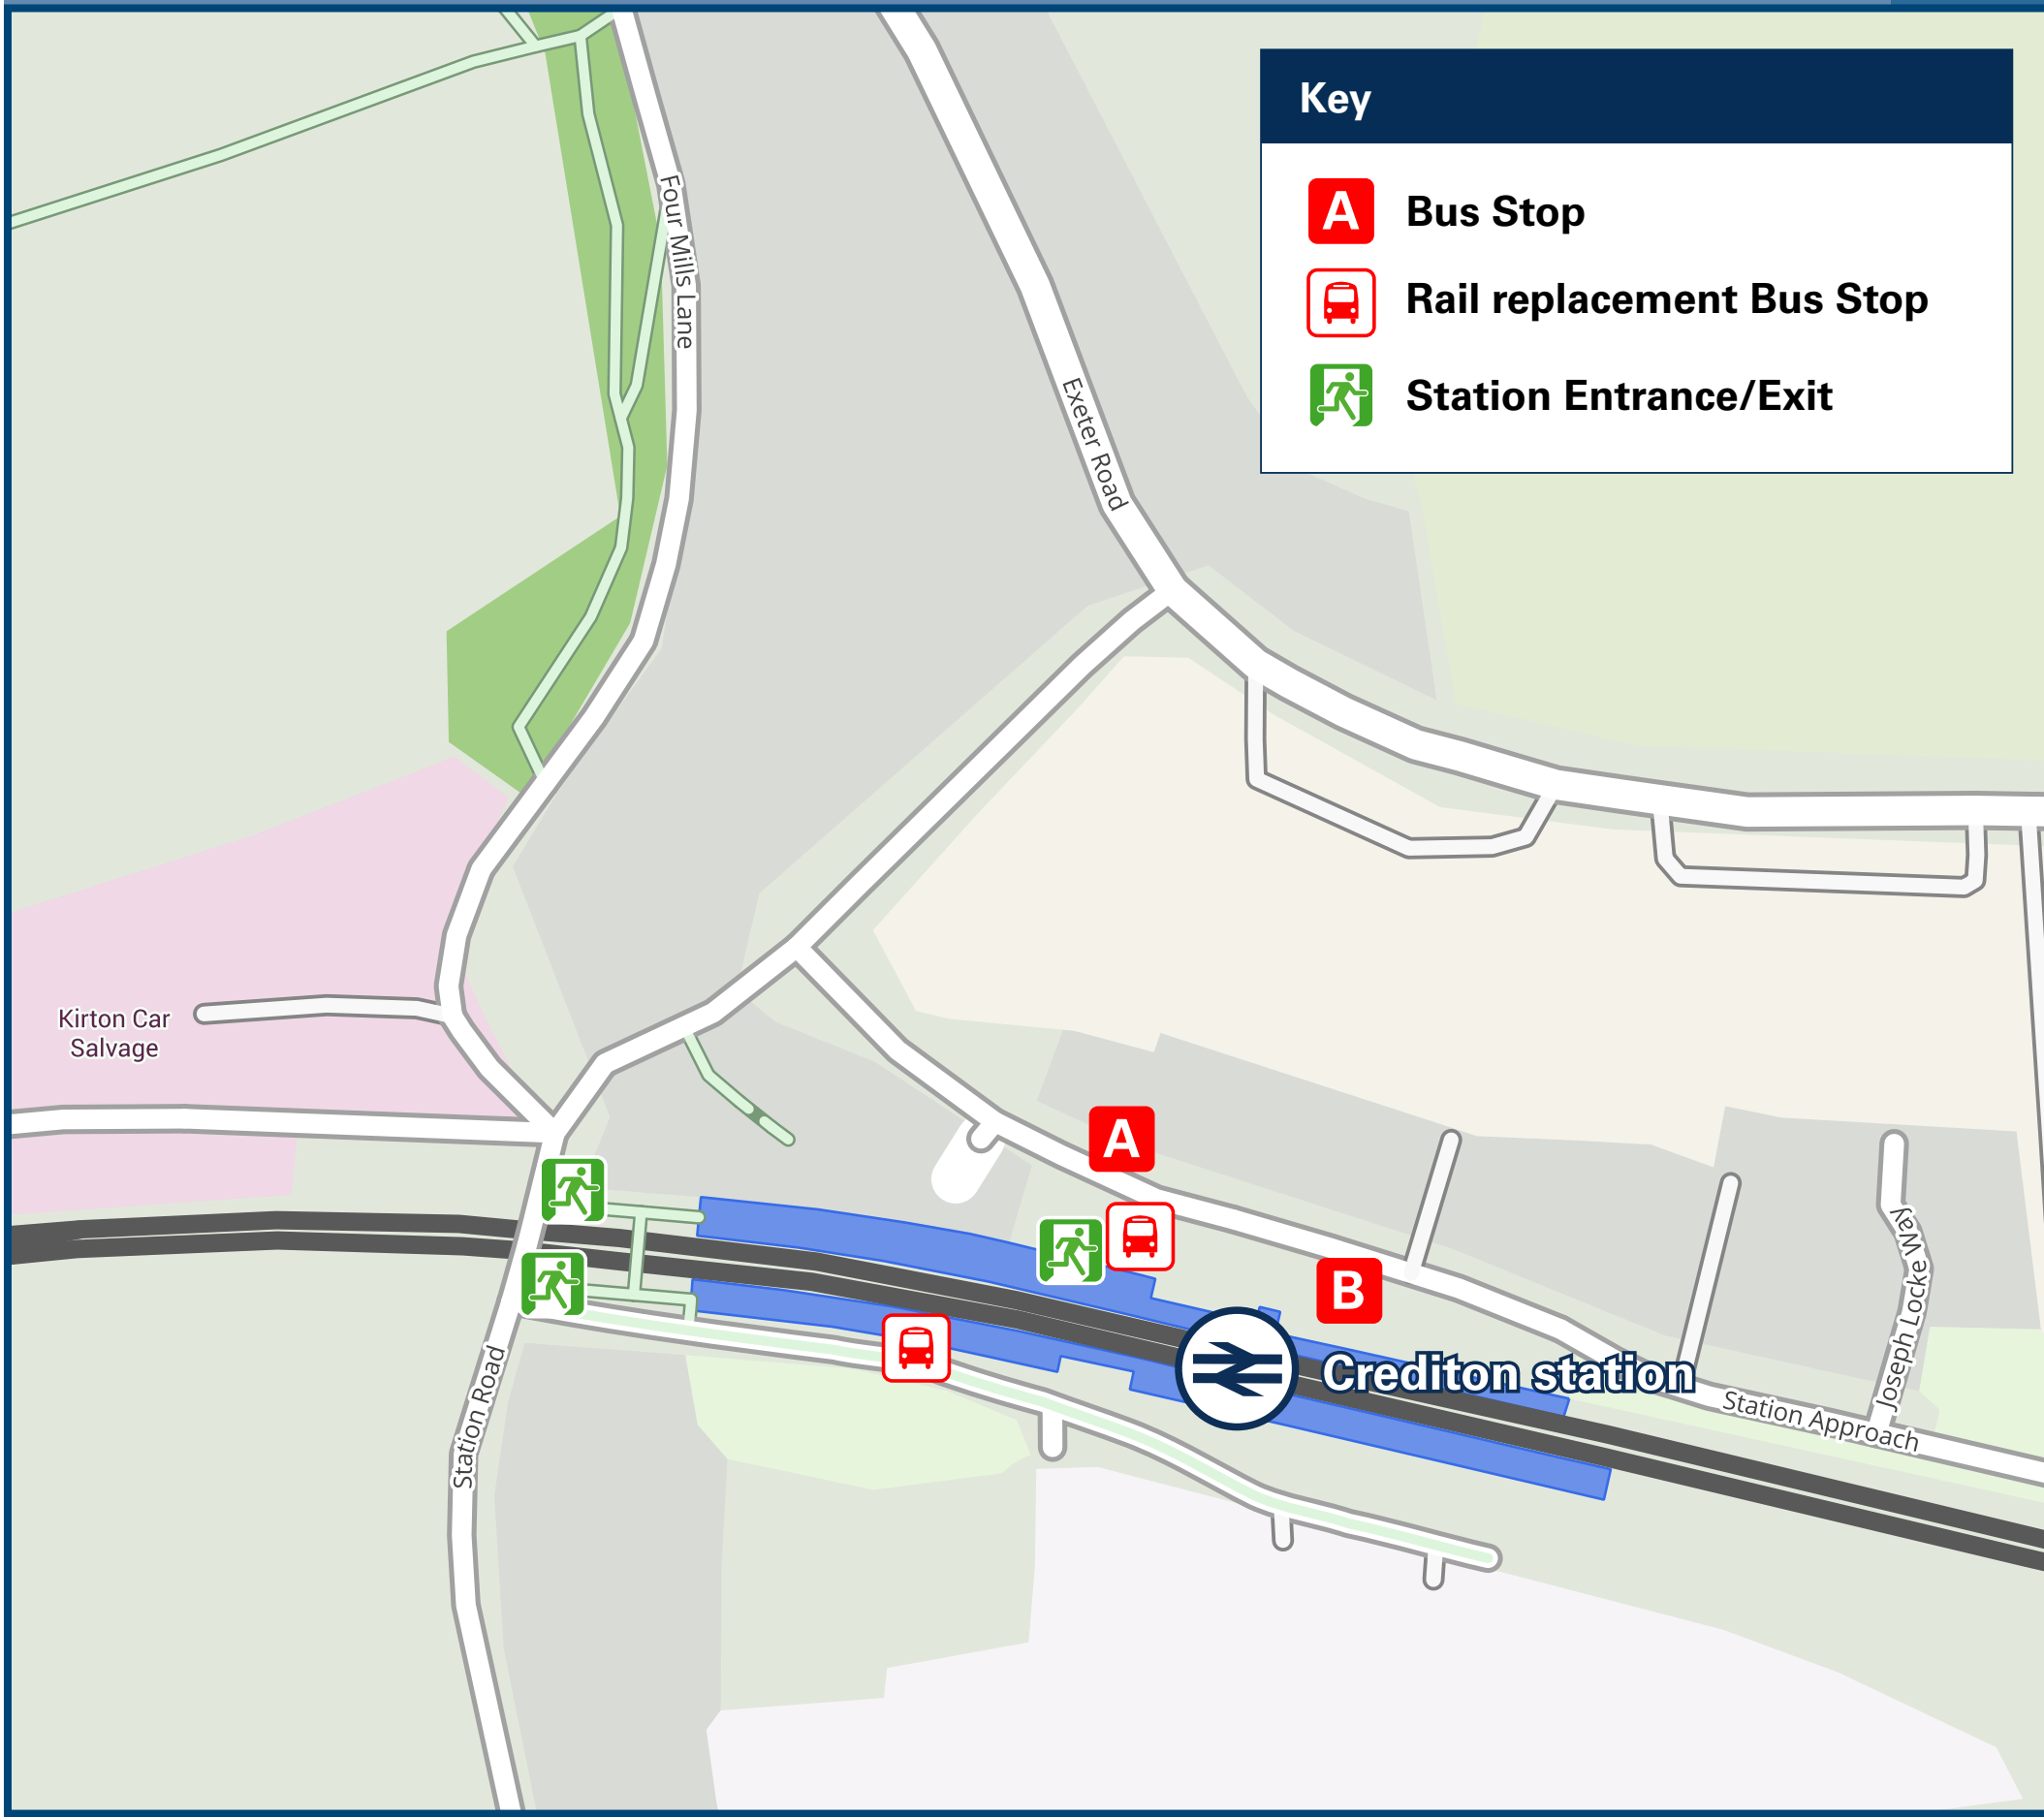 Key
A
Bus Stop
Rail replacement Bus Stop
Station Entrance/Exit
Four Mills Lane
Exeter Road
Kirton Car
Salvage
A
B
Crediton station
Station Road
Station Approach
Joseph Locke Way